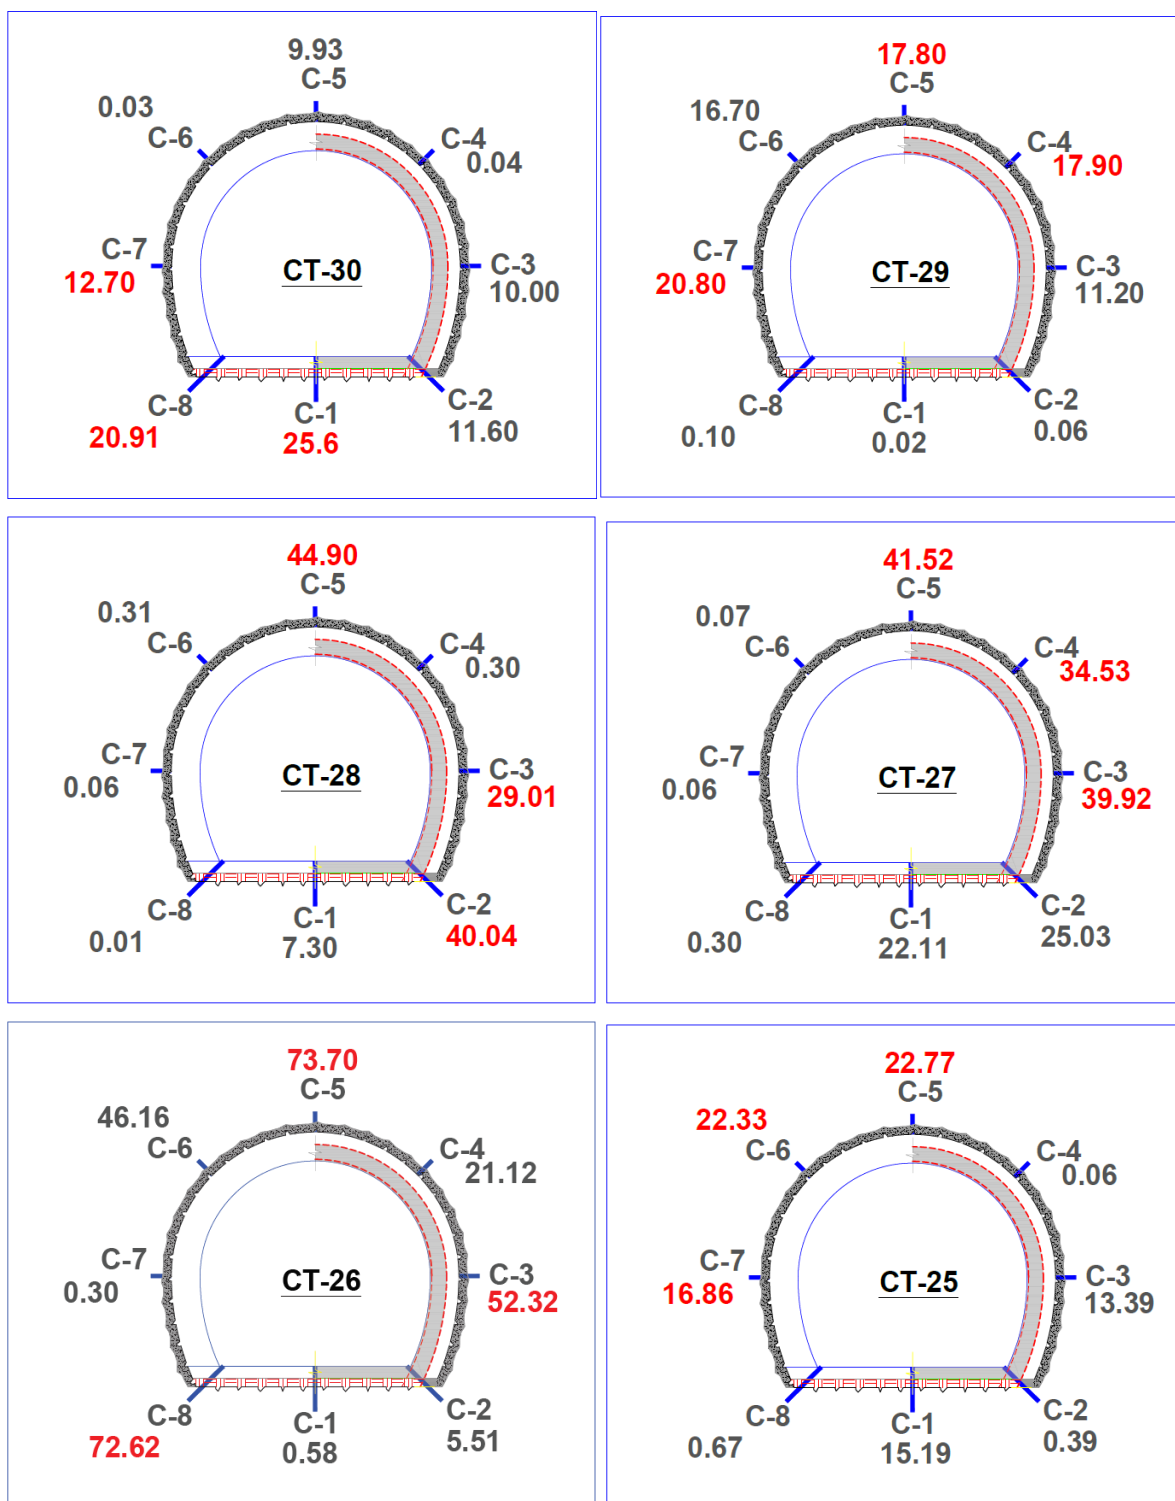 9.93
C-5
0.03
C-6
C-4
0.04
C-7
12.70
CT-30
C-3
10.00
C-8
20.91
C-1
25.6
C-2
11.60
17.80
C-5
16.70
C-6
C-4
17.90
C-7
20.80
CT-29
C-3
11.20
C-8
0.10
C-1
0.02
C-2
0.06
44.90
C-5
0.31
C-6
C-4
0.30
C-7
0.06
CT-28
C-3
29.01
C-8
0.01
C-1
7.30
C-2
40.04
41.52
C-5
0.07
C-6
C-4
34.53
C-7
0.06
CT-27
C-3
39.92
C-8
0.30
C-1
22.11
C-2
25.03
73.70
C-5
46.16
C-6
C-4
21.12
C-7
0.30
CT-26
C-3
52.32
C-8
72.62
C-1
0.58
C-2
5.51
22.77
C-5
22.33
C-6
C-4
0.06
C-7
16.86
CT-25
C-3
13.39
C-8
0.67
C-1
15.19
C-2
0.39